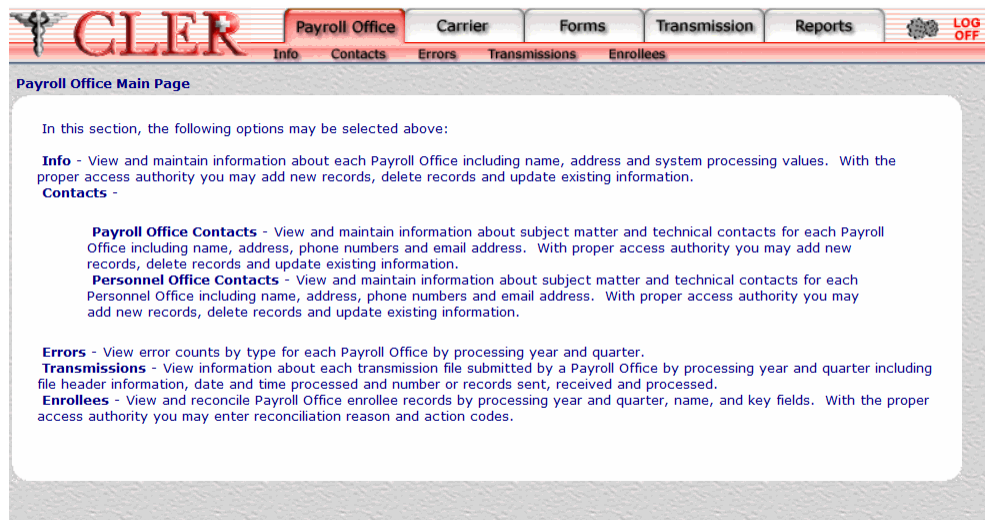 CLER
Payroll Office Carrier Forms Transmission Reports LOG OFF
Info Contacts Errors Transmissions Enrollees
Payroll Office Main Page
In this section, the following options may be selected above:
Info - View and maintain information about each Payroll Office including name, address and system processing values. With the
proper access authority you may add new records, delete records and update existing information.
Contacts -
Payroll Office Contacts - View and maintain information about subject matter and technical contacts for each Payroll
Office including name, address, phone numbers and email address. With proper access authority you may add new
records, delete records and update existing information.
Personnel Office Contacts - View and maintain information about subject matter and technical contacts for each
Personnel Office including name, address, phone numbers and email address. With proper access authority you may
add new records, delete records and update existing information.
Errors - View error counts by type for each Payroll Office by processing year and quarter.
Transmissions - View information about each transmission file submitted by a Payroll Office by processing year and quarter including
file header information, date and time processed and number or records sent, received and processed.
Enrollees - View and reconcile Payroll Office enrollee records by processing year and quarter, name, and key fields. With the proper
access authority you may enter reconciliation reason and action codes.